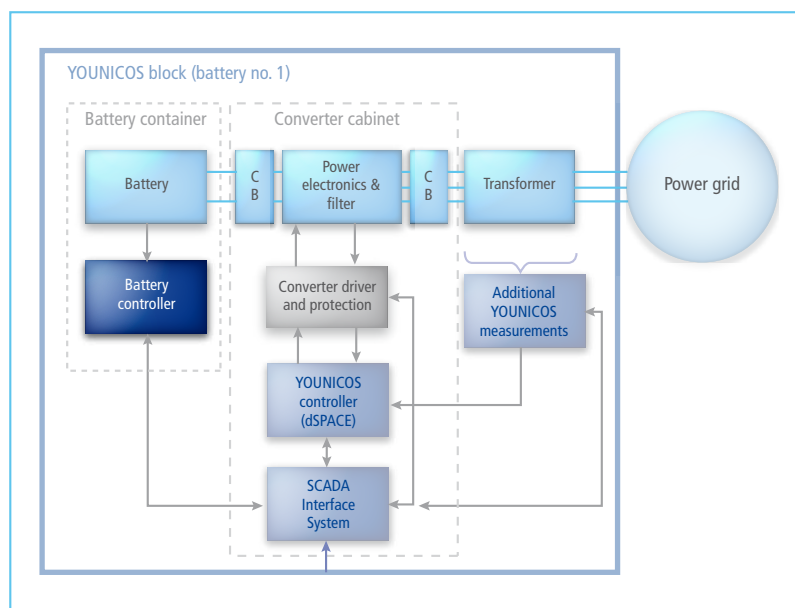 YOUNICOS block (battery no. 1)
Battery container
Converter cabinet
Battery
C
B
Power
electronics &
filter
C
B
Transformer
Power grid
Battery
controller
Converter driver
and protection
Additional
YOUNICOS
measurements
YOUNICOS
controller
(dSPACE)
SCADA
Interface
System